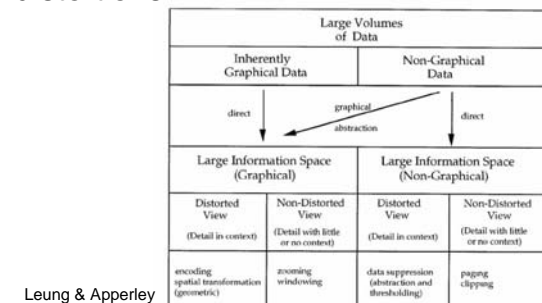 Large Volumes
of Data
Inherently
Graphical Data
Non-Graphical
Data
direct
graphical
abstraction
direct
Large Information Space
(Graphical)
Large Information Space
(Non-Graphical)
Distorted
View
(Detail in context)
Non-Distorted
View
(Detail with little
or no context)
Distorted
View
(Detail in context)
Non-Distorted
View
(Detail with little
or no context)
encoding
spatial transformation
(geometric)
zooming
windowing
data suppression
(abstraction and
thresholding)
paging
clipping
Leung & Apperley